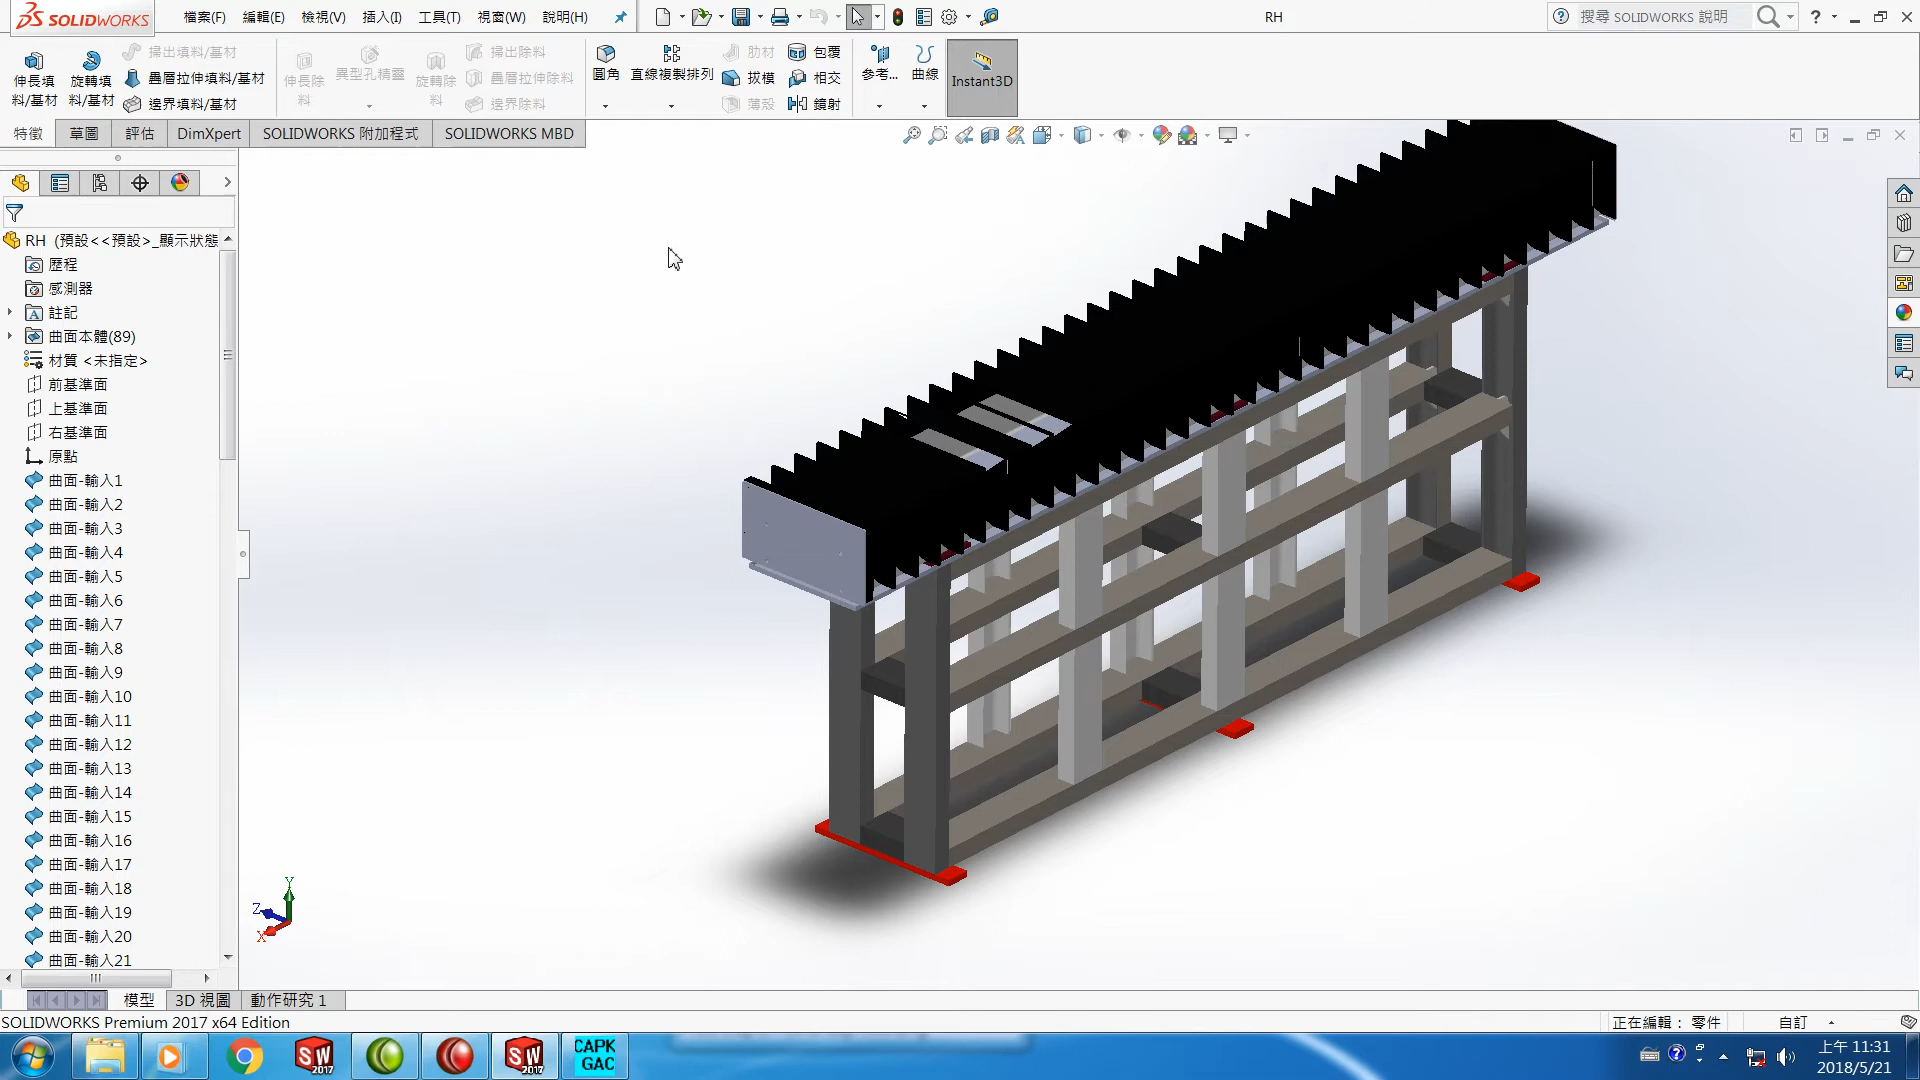 SOLIDWORKS 檔案(F) 編輯(E) 檢視(V) 插入(I) 工具(T) 視窗(W) 說明(H) RH 搜尋 SOLIDWORKS 說明
伸長填料/基材
旋轉填料/基材
掃出填料/基材
疊層拉伸填料/基材
邊界填料/基材
伸長除料
異型孔精靈
旋轉除料
掃出除料
疊層拉伸除料
邊界除料
圓角
直線複製排列
肋材
拔模
薄殼
包覆
相交
鏡射
參考...
曲線
Instant3D
特徵 草圖 評估 DimXpert SOLIDWORKS 附加程式 SOLIDWORKS MBD
RH (預設<<預設>_顯示狀態
歷程
感測器
註記
曲面本體(89)
材質 <未指定>
前基準面
上基準面
右基準面
原點
曲面-輸入1
曲面-輸入2
曲面-輸入3
曲面-輸入4
曲面-輸入5
曲面-輸入6
曲面-輸入7
曲面-輸入8
曲面-輸入9
曲面-輸入10
曲面-輸入11
曲面-輸入12
曲面-輸入13
曲面-輸入14
曲面-輸入15
曲面-輸入16
曲面-輸入17
曲面-輸入18
曲面-輸入19
曲面-輸入20
曲面-輸入21
Y
Z
X
模型 3D 視圖 動作研究 1
SOLIDWORKS Premium 2017 x64 Edition 正在編輯： 零件 自訂
SW 2017
SW 2017
CAPK
GAC
上午 11:31
2018/5/21